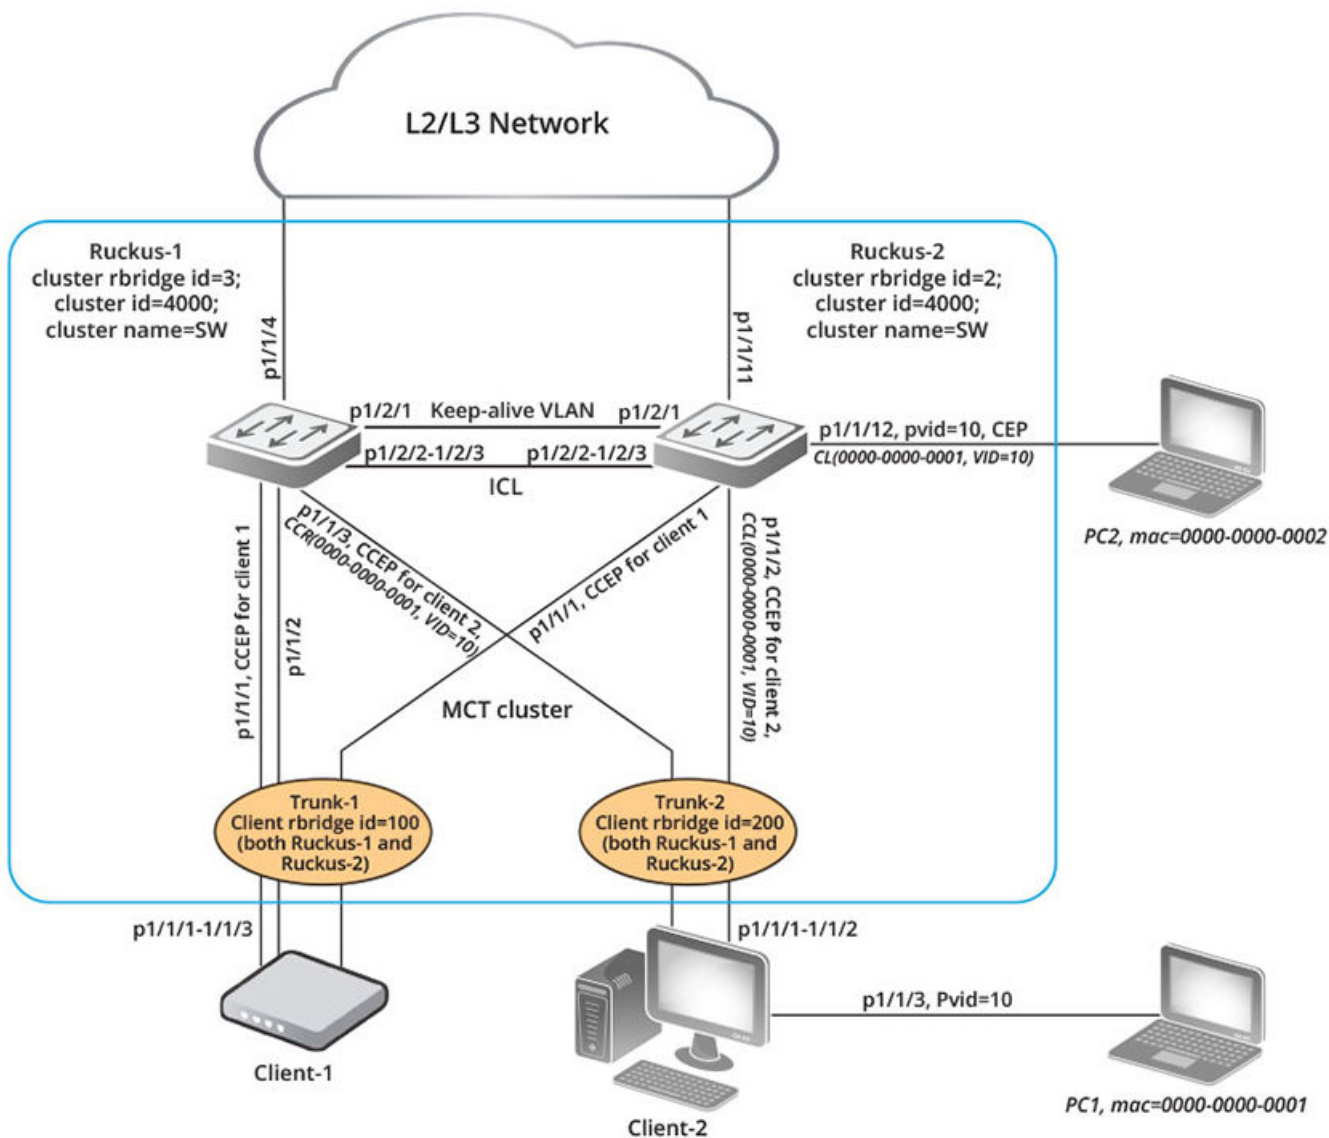 L2/L3 Network
Ruckus-1
cluster rbridge id=3;
cluster id=4000;
cluster name=SW
Ruckus-2
cluster rbridge id=2;
cluster id=4000;
cluster name=SW
p1/1/4
p1/1/11
p1/2/1
Keep-alive VLAN
p1/2/1
p1/2/2-1/2/3
p1/2/2-1/2/3
ICL
p1/1/12, pvid=10, CEP
CL(0000-0000-0001, VID=10)
PC2, mac=0000-0000-0002
p1/1/1, CCEP for client 1
p1/1/2
p1/1/3, CCEP for client 2,
CCR(0000-0000-0001, VID=10)
p1/1/1, CCEP for client 1
p1/1/2, CCEP for client 2,
CCL(0000-0000-0001, VID=10)
MCT cluster
Trunk-1
Client rbridge id=100
(both Ruckus-1 and
Ruckus-2)
Trunk-2
Client rbridge id=200
(both Ruckus-1 and
Ruckus-2)
p1/1/1-1/1/3
p1/1/1-1/1/2
p1/1/3, Pvid=10
Client-1
PC1, mac=0000-0000-0001
Client-2